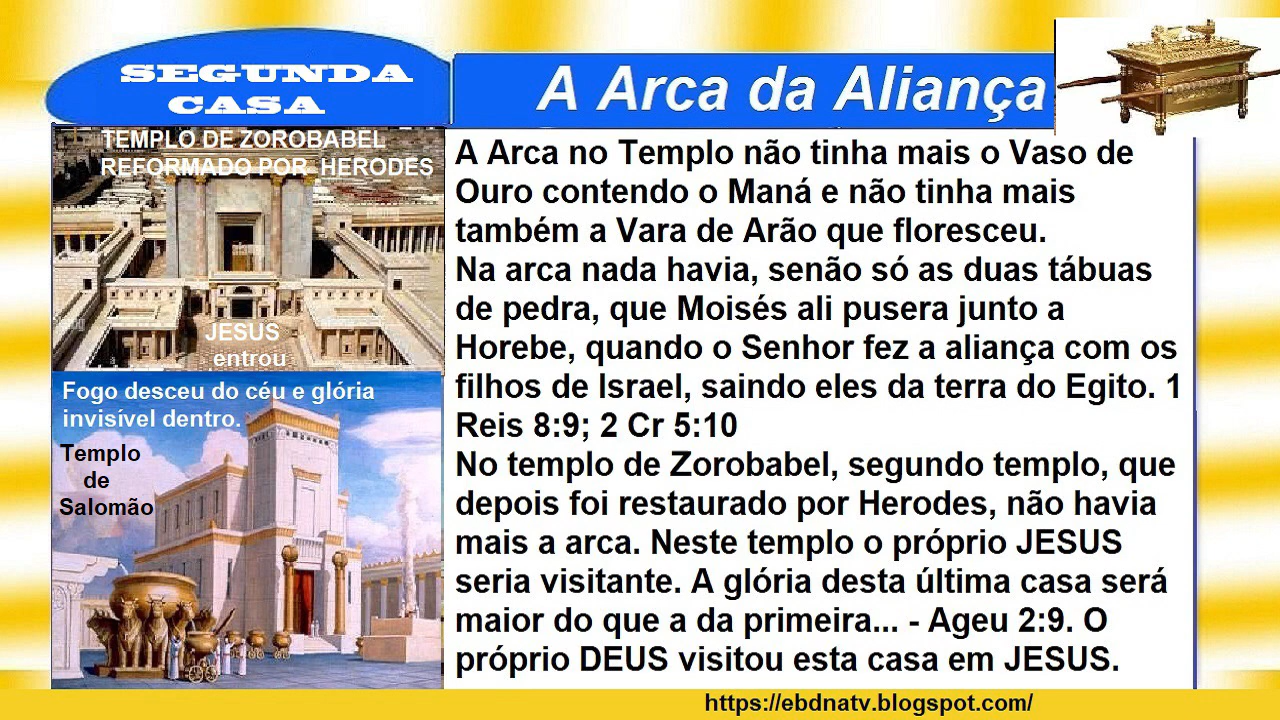 SEGUNDA
CASA
A Arca da Aliança
TEMPLO DE ZOROBABEL
REFORMADO POR HERODES
JESUS
entrou
Fogo desceu do céu e glória
invisível dentro.
Templo
de
Salomão
A Arca no Templo não tinha mais o Vaso de
Ouro contendo o Maná e não tinha mais
também a Vara de Arão que floresceu.
Na arca nada havia, senão só as duas tábuas
de pedra, que Moisés ali pusera junto a
Horebe, quando o Senhor fez a aliança com os
filhos de Israel, saindo eles da terra do Egito. 1
Reis 8:9; 2 Cr 5:10
No templo de Zorobabel, segundo templo, que
depois foi restaurado por Herodes, não havia
mais a arca. Neste templo o próprio JESUS
seria visitante. A glória desta última casa será
maior do que a da primeira... - Ageu 2:9. O
próprio DEUS visitou esta casa em JESUS.
https://ebdnatv.blogspot.com/